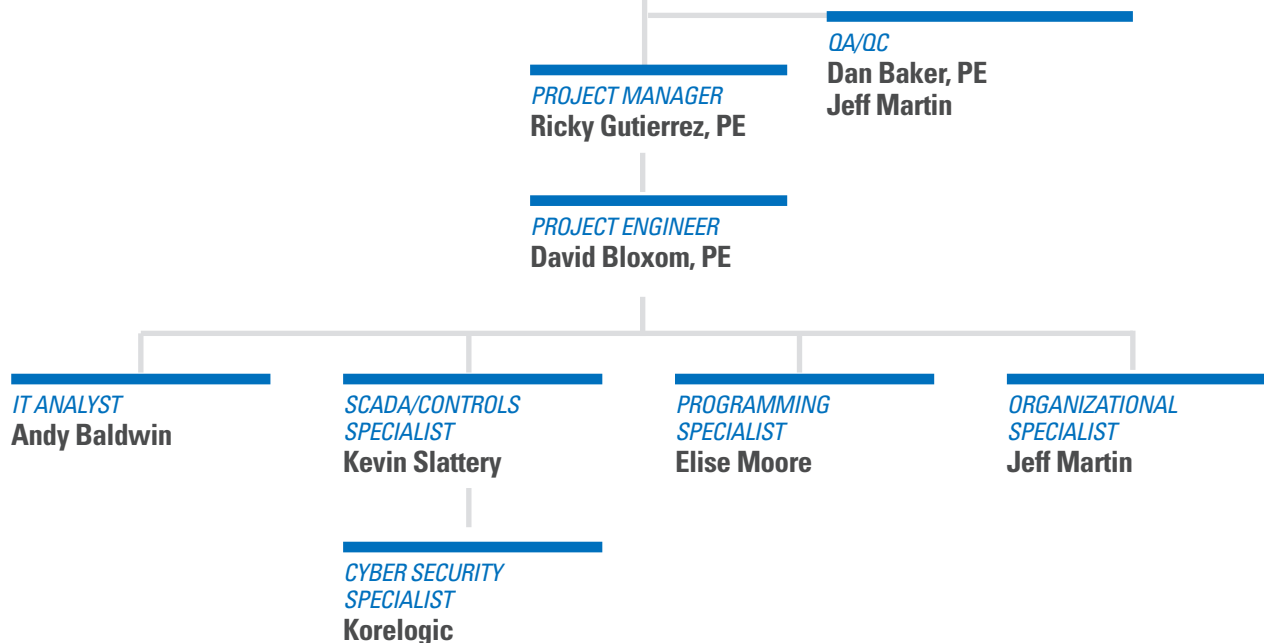 QA/QC
Dan Baker, PE
Jeff Martin
PROJECT MANAGER
Ricky Gutierrez, PE
PROJECT ENGINEER
David Bloxom, PE
IT ANALYST
Andy Baldwin
SCADA/CONTROLS
SPECIALIST
Kevin Slattery
PROGRAMMING
SPECIALIST
Elise Moore
ORGANIZATIONAL
SPECIALIST
Jeff Martin
CYBER SECURITY
SPECIALIST
Korelogic